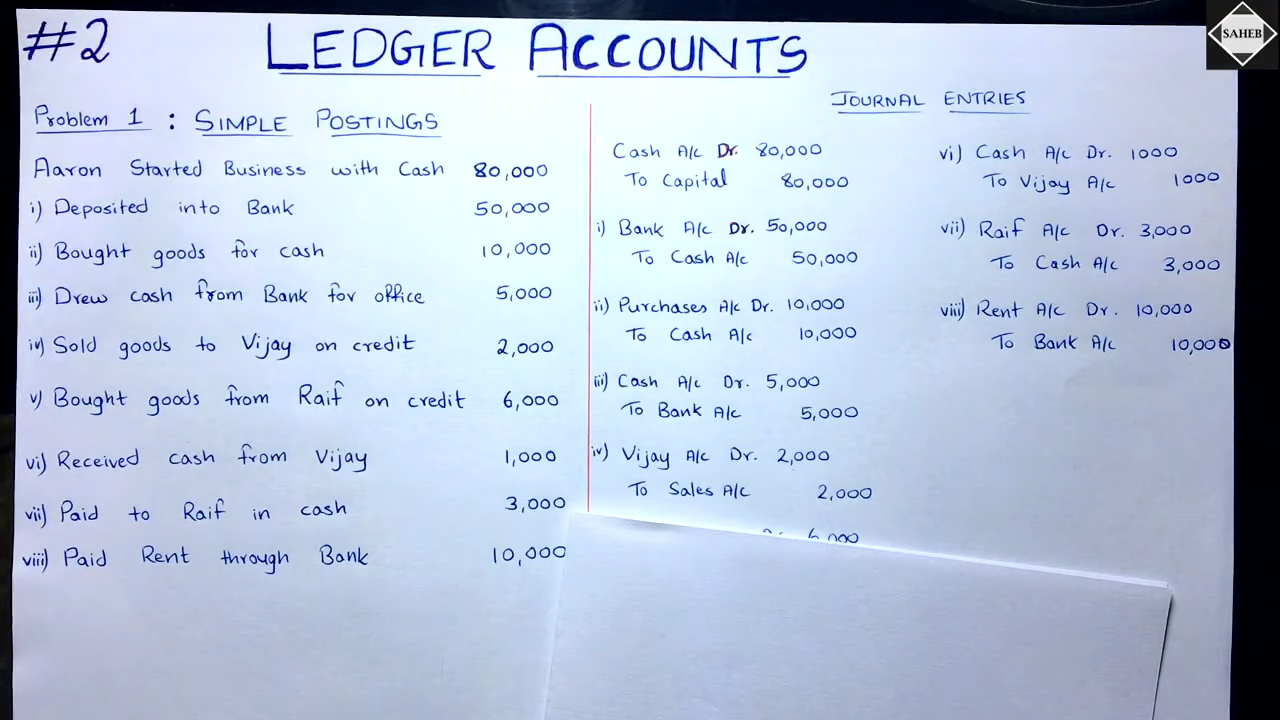 #2 LEDGER ACCOUNTS
SAHEB
Problem 1 : SIMPLE POSTINGS
Aaron Started Business with Cash 80,000
i) Deposited into Bank 50,000
ii) Bought goods for cash 10,000
iii) Drew cash from Bank for office 5,000
iv) Sold goods to Vijay on credit 2,000
v) Bought goods from Raif on credit 6,000
vi) Received cash from Vijay 1,000
vii) Paid to Raif in cash 3,000
viii) Paid Rent through Bank 10,000
JOURNAL ENTRIES
Cash A/c Dr. 80,000
To Capital 80,000
i) Bank A/c Dr. 50,000
To Cash A/c 50,000
ii) Purchases A/c Dr. 10,000
To Cash A/c 10,000
iii) Cash A/c Dr. 5,000
To Bank A/c 5,000
iv) Vijay A/c Dr. 2,000
To Sales A/c 2,000
vi) Cash A/c Dr. 1000
To Vijay A/c 1000
vii) Raif A/c Dr. 3,000
To Cash A/c 3,000
viii) Rent A/c Dr. 10,000
To Bank A/c 10,000